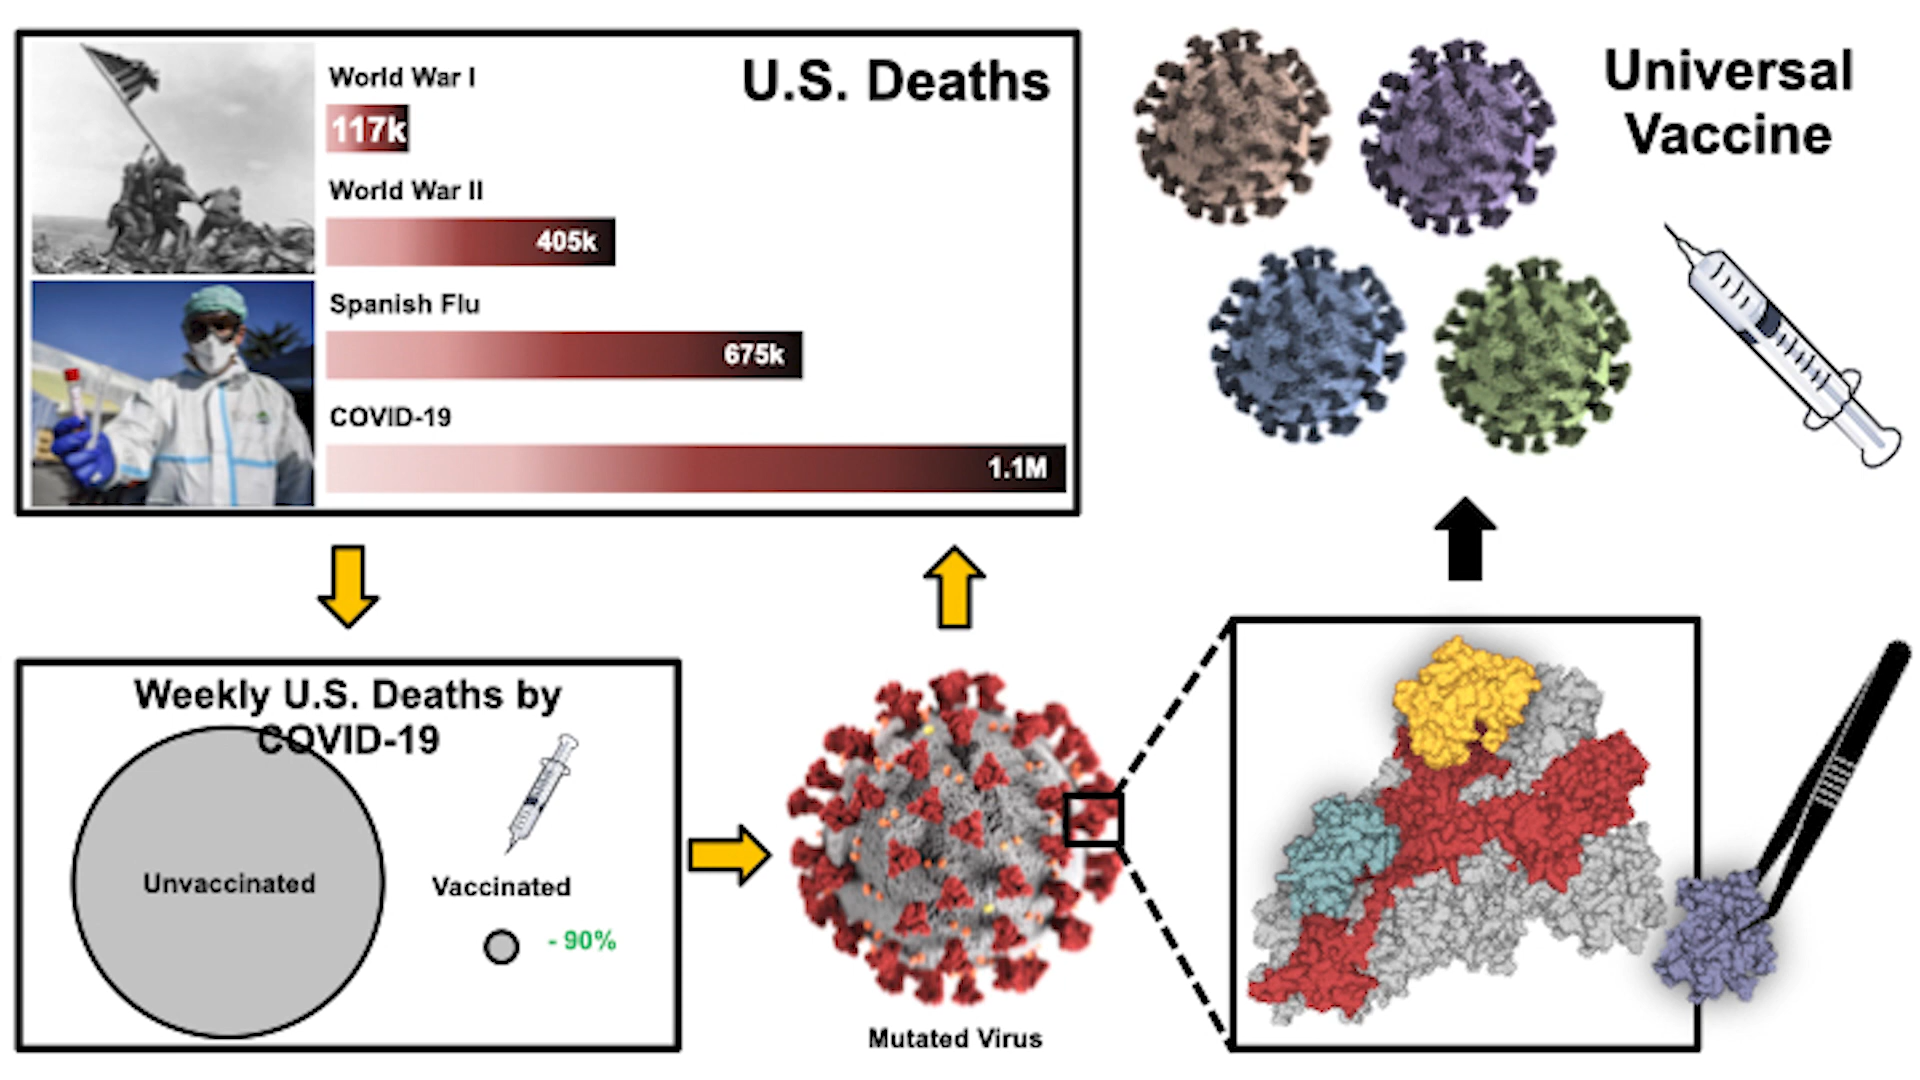 U.S. Deaths
World War I
117k
World War II
405k
Spanish Flu
675k
COVID-19
1.1M
Universal
Vaccine
Weekly U.S. Deaths by
COVID-19
Unvaccinated
Vaccinated
- 90%
Mutated Virus